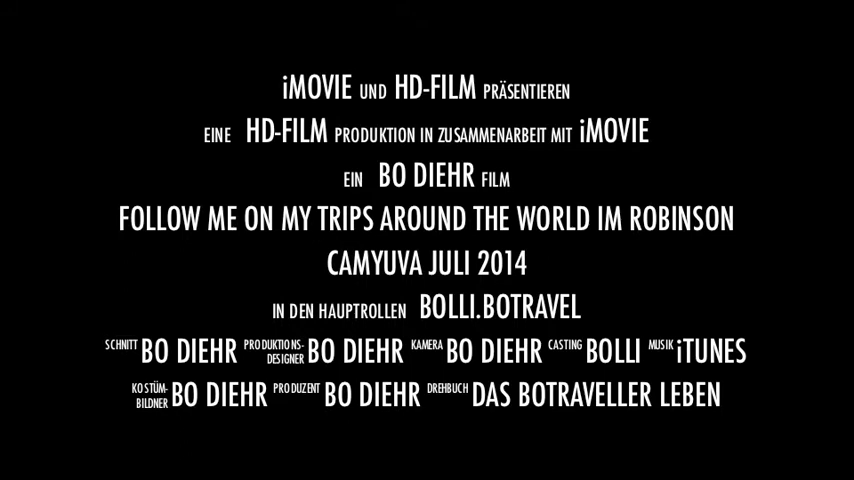 iMOVIE UND HD-FILM PRÄSENTIEREN
EINE HD-FILM PRODUKTION IN ZUSAMMENARBEIT MIT iMOVIE
EIN BO DIEHR FILM
FOLLOW ME ON MY TRIPS AROUND THE WORLD IM ROBINSON
CAMYUVA JULI 2014
IN DEN HAUPTROLLEN BOLLI.BOTRAVEL
SCHNITT BO DIEHR PRODUKTIONS-DESIGNER BO DIEHR KAMERA BO DIEHR CASTING BOLLI MUSIK iTUNES
KOSTÜM-BILDNER BO DIEHR PRODUZENT BO DIEHR DREHBUCH DAS BOTRAVELLER LEBEN